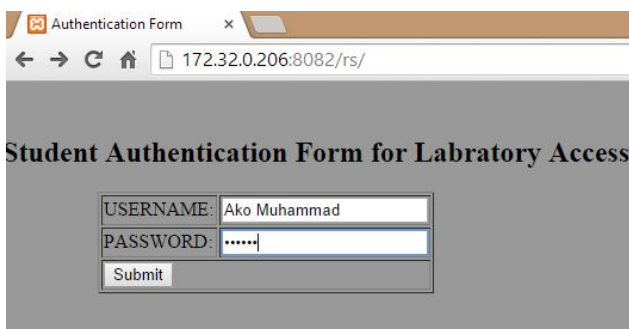 Authentication Form
172.32.0.206:8082/rs/
Student Authentication Form for Labratory Access
USERNAME: Ako Muhammad
PASSWORD: ••••••
Submit